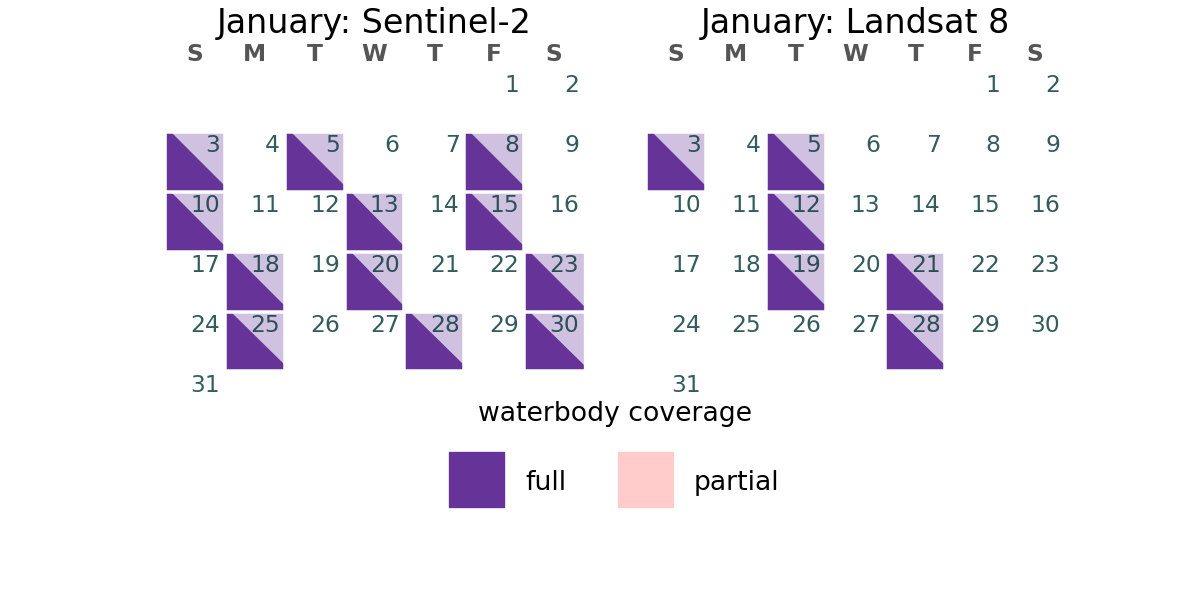 January: Sentinel-2
S M T W T F S
1 2
3 4 5 6 7 8 9
10 11 12 13 14 15 16
17 18 19 20 21 22 23
24 25 26 27 28 29 30
31
January: Landsat 8
S M T W T F S
1 2
3 4 5 6 7 8 9
10 11 12 13 14 15 16
17 18 19 20 21 22 23
24 25 26 27 28 29 30
31
waterbody coverage
full
partial